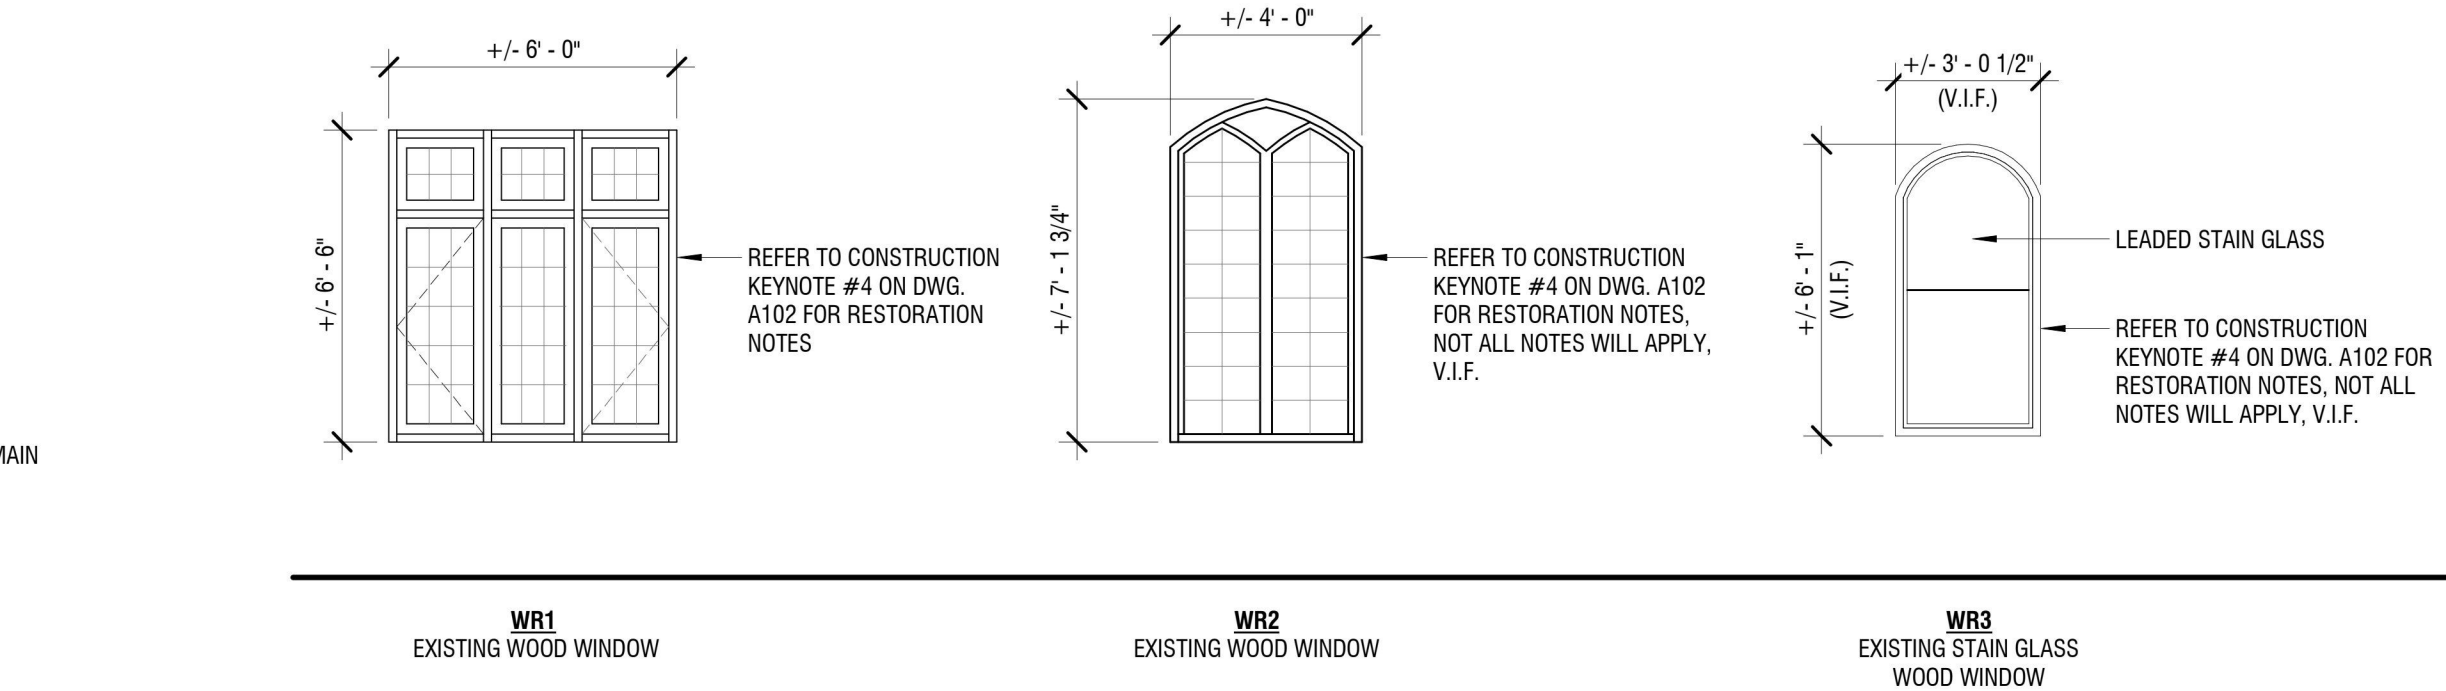 +/- 6' - 0"
+/- 6' - 6"
REFER TO CONSTRUCTION
KEYNOTE #4 ON DWG.
A102 FOR RESTORATION
NOTES
+/- 4' - 0"
+/- 7' - 1 3/4"
REFER TO CONSTRUCTION
KEYNOTE #4 ON DWG. A102
FOR RESTORATION NOTES,
NOT ALL NOTES WILL APPLY,
V.I.F.
+/- 3' - 0 1/2"
(V.I.F.)
+/- 6' - 1"
(V.I.F.)
LEADED STAIN GLASS
REFER TO CONSTRUCTION
KEYNOTE #4 ON DWG. A102 FOR
RESTORATION NOTES, NOT ALL
NOTES WILL APPLY, V.I.F.
WR1
EXISTING WOOD WINDOW
WR2
EXISTING WOOD WINDOW
WR3
EXISTING STAIN GLASS
WOOD WINDOW